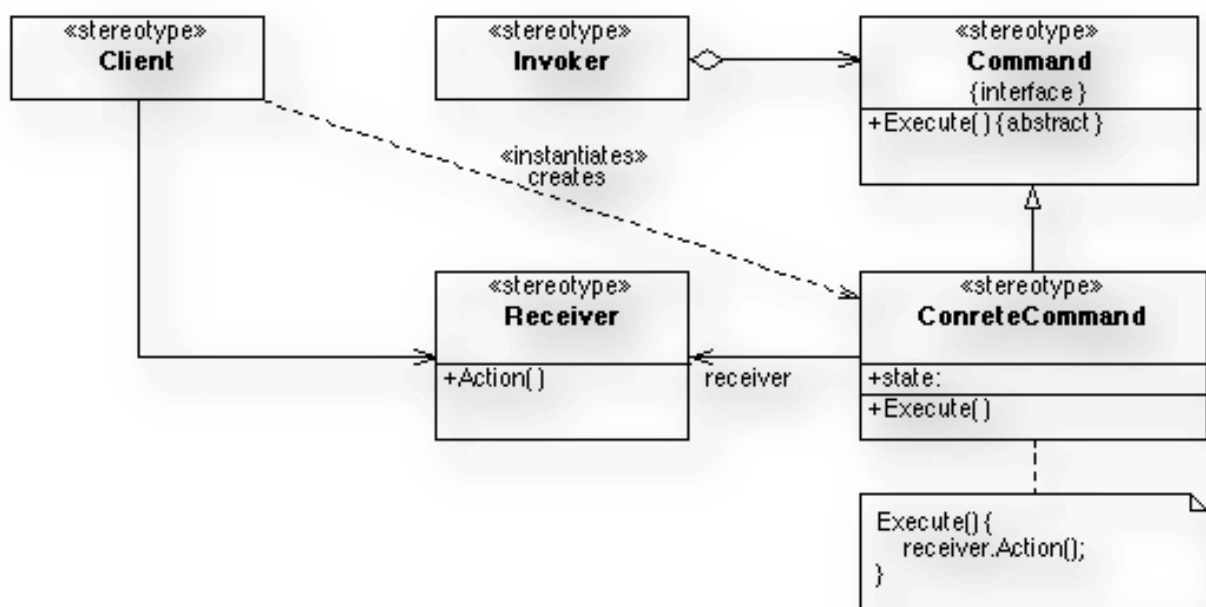 «stereotype»
Client
«stereotype»
Invoker
«stereotype»
Command
{interface}
+Execute(){abstract}
«instantiates»
creates
«stereotype»
Receiver
+Action()
receiver
«stereotype»
ConreteCommand
+state:
+Execute()
Execute(){
receiver.Action();
}